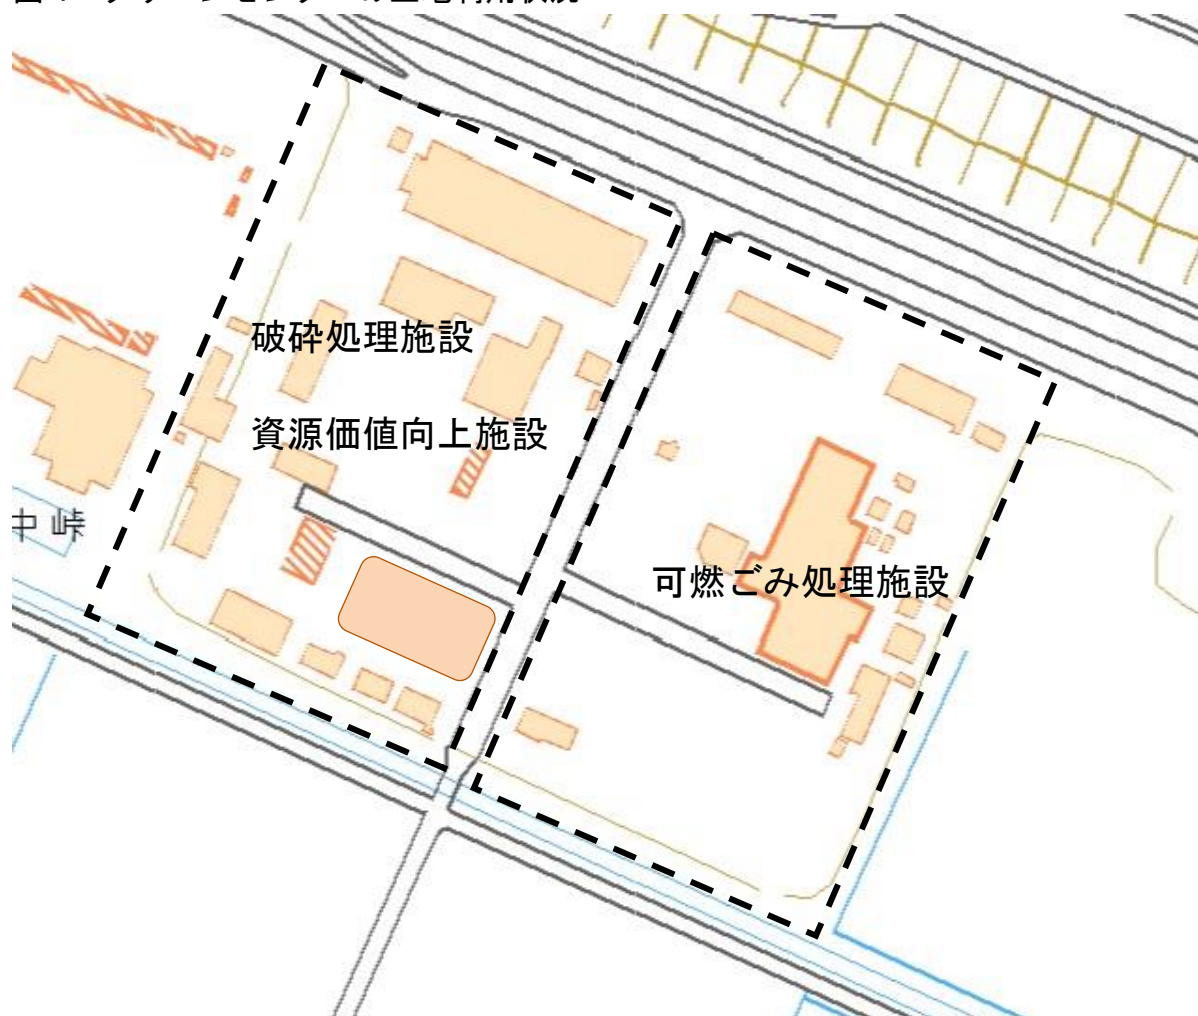 破砕処理施設
資源価値向上施設
中峠
可燃ごみ処理施設